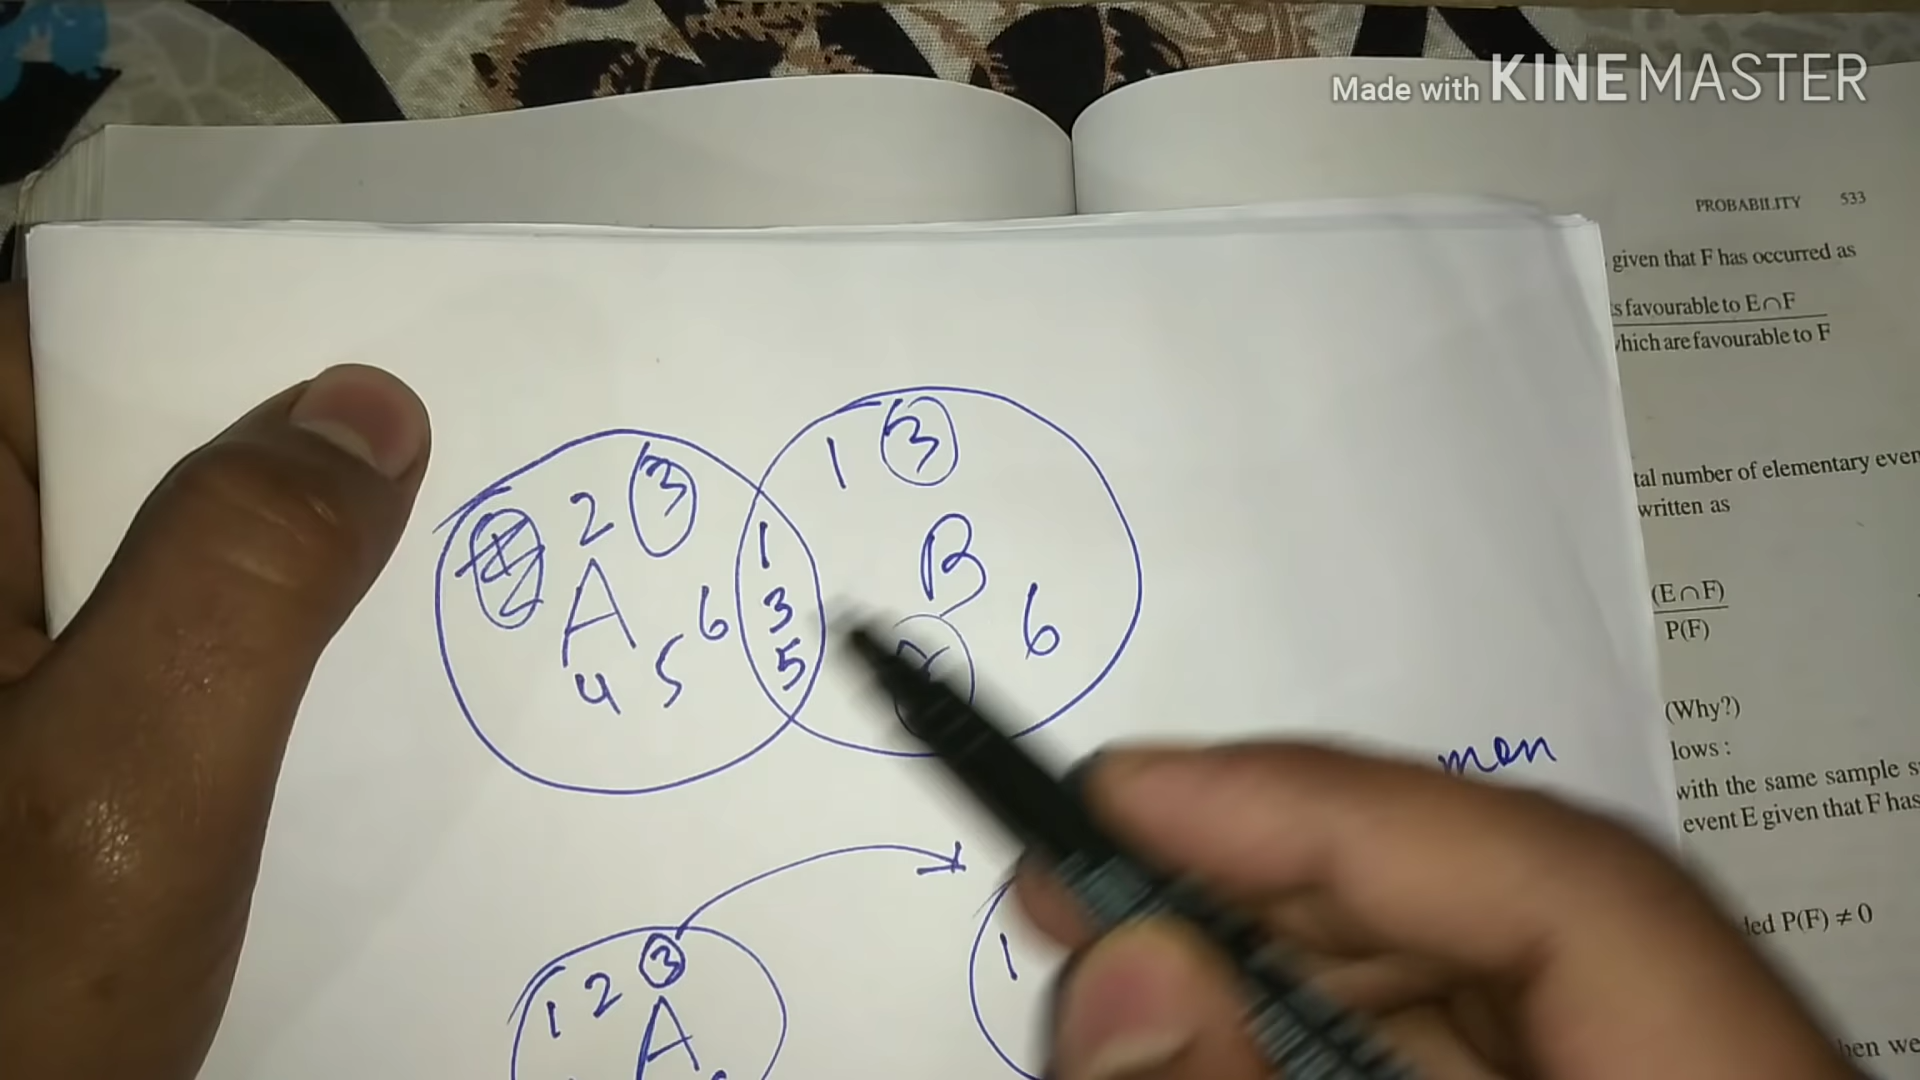 Made with KINEMASTER
PROBABILITY 533
given that F has occurred as
s favourable to E∩F
which are favourable to F
tal number of elementary even
written as
(E∩F)
P(F)
(Why?)
lows :
with the same sample s
event E given that F has
ded P(F) ≠ 0
hen we
1 3
2 3
1
A B
6 3 6
4 5 5
mon
1 2 3
1
A